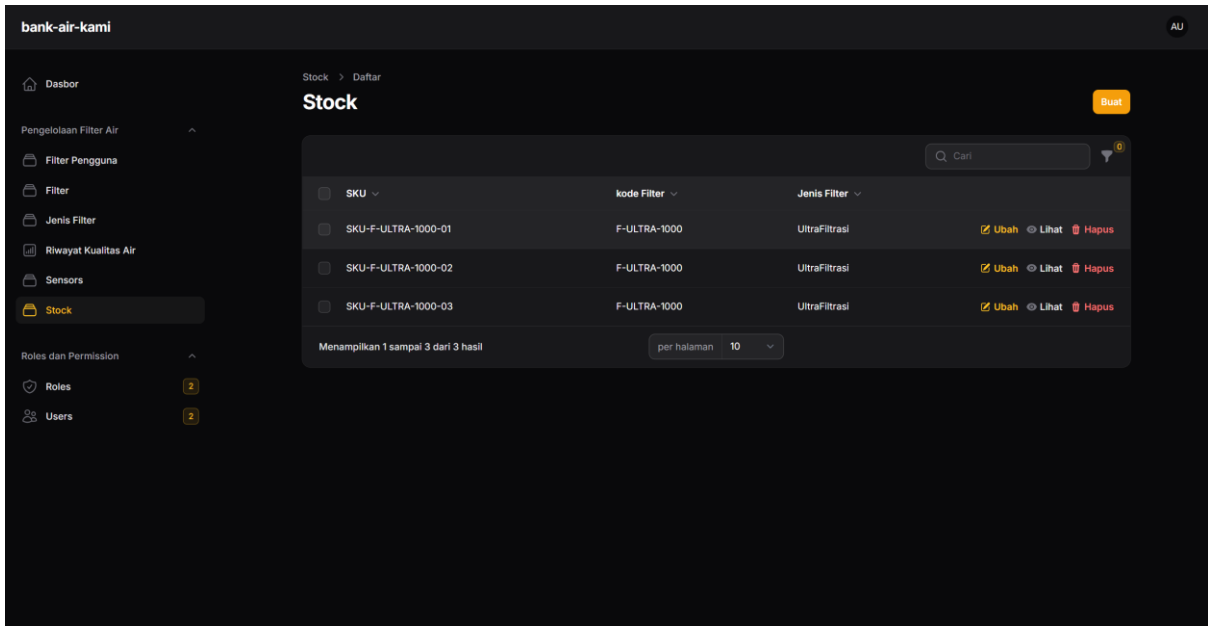 bank-air-kami
AU
Dasbor
Pengelolaan Filter Air
Filter Pengguna
Filter
Jenis Filter
Riwayat Kualitas Air
Sensors
Stock
Roles dan Permission
Roles 2
Users 2
Stock > Daftar
Stock
Buat
Cari
0
SKU kode Filter Jenis Filter
SKU-F-ULTRA-1000-01 F-ULTRA-1000 UltraFiltrasi Ubah Lihat Hapus
SKU-F-ULTRA-1000-02 F-ULTRA-1000 UltraFiltrasi Ubah Lihat Hapus
SKU-F-ULTRA-1000-03 F-ULTRA-1000 UltraFiltrasi Ubah Lihat Hapus
Menampilkan 1 sampai 3 dari 3 hasil per halaman 10